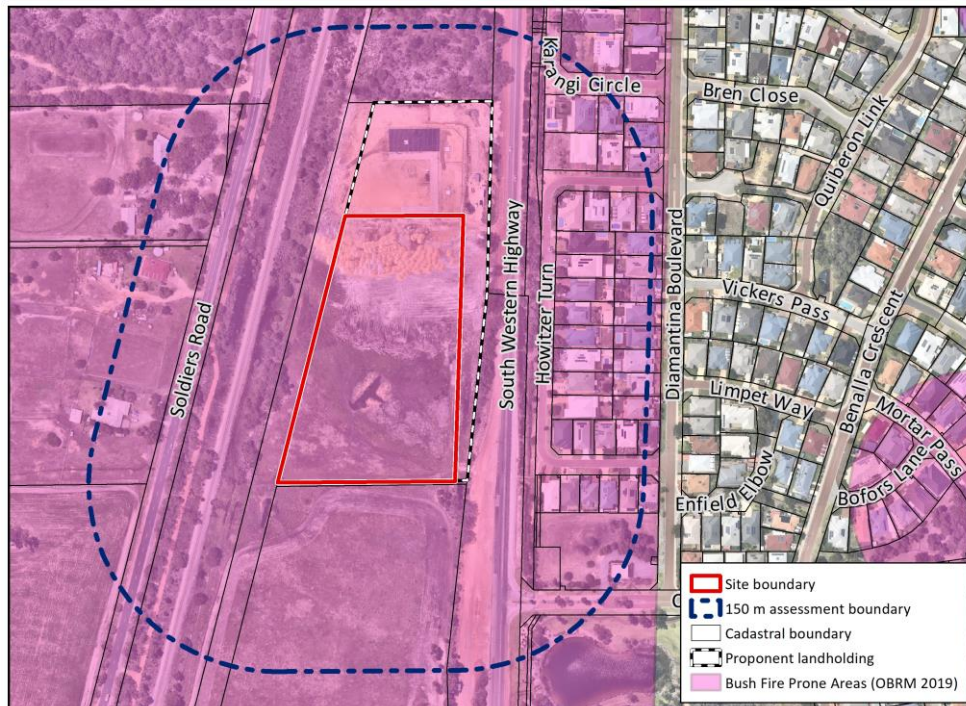 Karangi Circle
Bren Close
Quiberon Link
Soldiers Road
South Western Highway
Howitzer Turn
Diamantina Boulevard
Vickers Pass
Benalla Crescent
Limpet Way
Mortar Pass
Bofors Lane
Enfield Elbow
Site boundary
150 m assessment boundary
Cadastral boundary
Proponent landholding
Bush Fire Prone Areas (OBRM 2019)